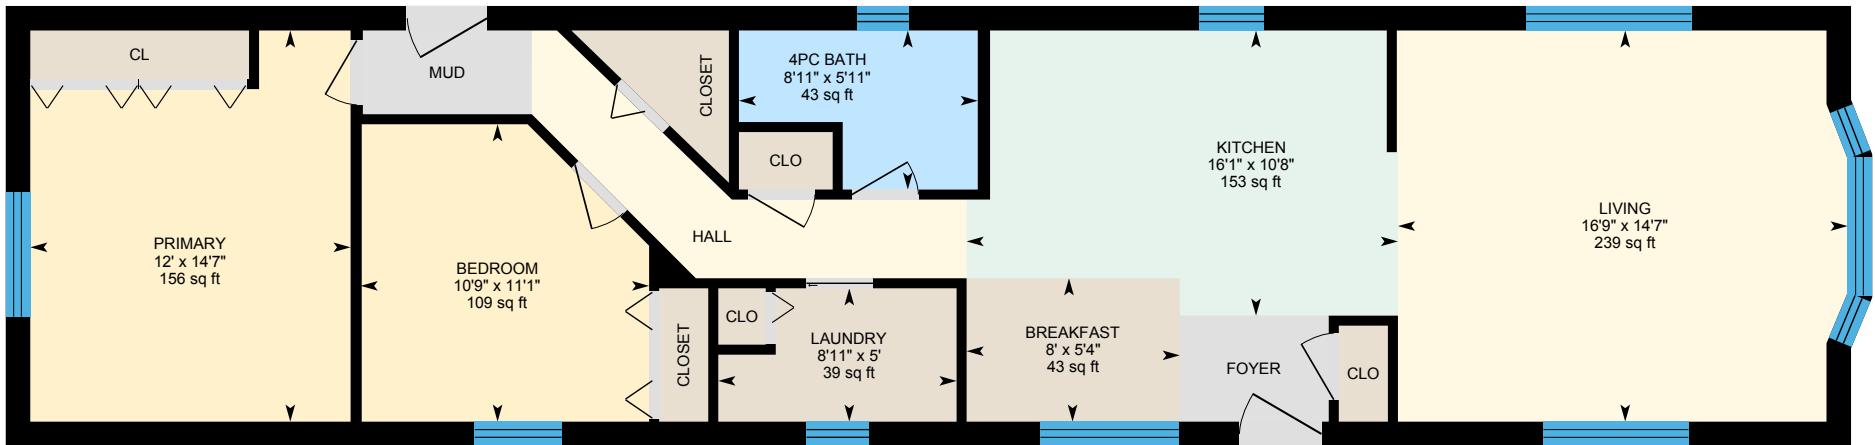 CL
MUD
CLOSET
4PC BATH
8'11" x 5'11"
43 sq ft
CLO
KITCHEN
16'1" x 10'8"
153 sq ft
LIVING
16'9" x 14'7"
239 sq ft
PRIMARY
12' x 14'7"
156 sq ft
HALL
BEDROOM
10'9" x 11'1"
109 sq ft
CLOSET
CLO
LAUNDRY
8'11" x 5'
39 sq ft
BREAKFAST
8' x 5'4"
43 sq ft
FOYER
CLO